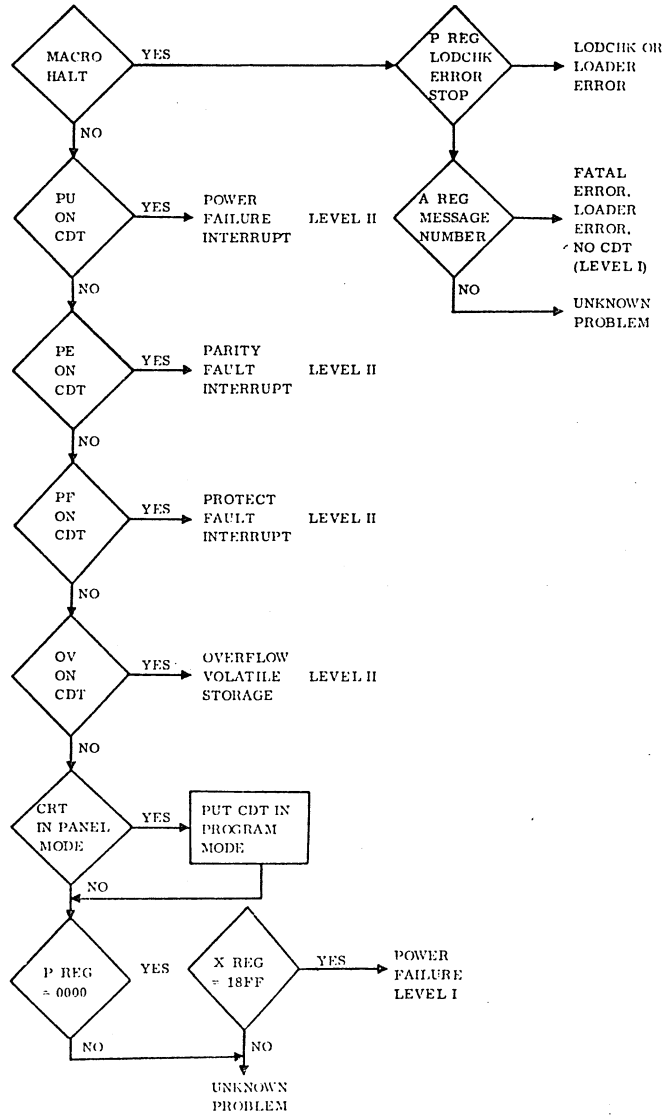 MACRO
HALT
YES
P REG
LODCHK
ERROR
STOP
LODCHK OR
LOADER
ERROR
NO
PU
ON
CDT
YES
POWER
FAILURE
INTERRUPT
LEVEL II
A REG
MESSAGE
NUMBER
FATAL
ERROR,
LOADER
ERROR,
NO CDT
(LEVEL I)
NO
UNKNOWN
PROBLEM
NO
PE
ON
CDT
YES
PARITY
FAULT
INTERRUPT
LEVEL II
NO
PF
ON
CDT
YES
PROTECT
FAULT
INTERRUPT
LEVEL II
NO
OV
ON
CDT
YES
OVERFLOW
VOLATILE
STORAGE
LEVEL II
NO
CRT
IN PANEL
MODE
YES
PUT CDT IN
PROGRAM
MODE
NO
P REG
= 0000
YES
X REG
= 18FF
YES
POWER
FAILURE
LEVEL I
NO
NO
UNKNOWN
PROBLEM